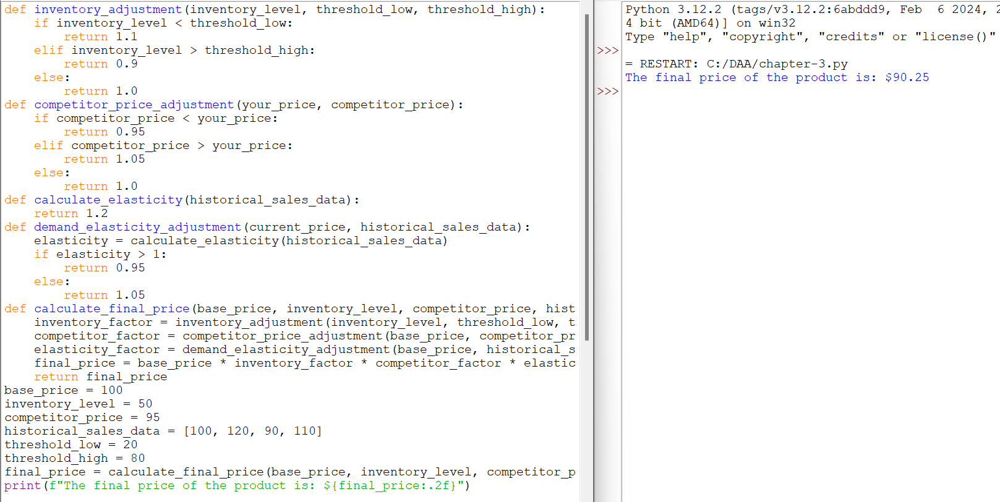 def inventory_adjustment(inventory_level, threshold_low, threshold_high):
    if inventory_level < threshold_low:
        return 1.1
    elif inventory_level > threshold_high:
        return 0.9
    else:
        return 1.0
def competitor_price_adjustment(your_price, competitor_price):
    if competitor_price < your_price:
        return 0.95
    elif competitor_price > your_price:
        return 1.05
    else:
        return 1.0
def calculate_elasticity(historical_sales_data):
    return 1.2
def demand_elasticity_adjustment(current_price, historical_sales_data):
    elasticity = calculate_elasticity(historical_sales_data)
    if elasticity > 1:
        return 0.95
    else:
        return 1.05
def calculate_final_price(base_price, inventory_level, competitor_price, hist
    inventory_factor = inventory_adjustment(inventory_level, threshold_low, t
    competitor_factor = competitor_price_adjustment(base_price, competitor_pr
    elasticity_factor = demand_elasticity_adjustment(base_price, historical_s
    final_price = base_price * inventory_factor * competitor_factor * elastic
    return final_price
base_price = 100
inventory_level = 50
competitor_price = 95
historical_sales_data = [100, 120, 90, 110]
threshold_low = 20
threshold_high = 80
final_price = calculate_final_price(base_price, inventory_level, competitor_p
print(f"The final price of the product is: ${final_price:.2f}")
Python 3.12.2 (tags/v3.12.2:6abddd9, Feb  6 2024, 2
4 bit (AMD64)] on win32
Type "help", "copyright", "credits" or "license()"
>>>
= RESTART: C:/DAA/chapter-3.py
The final price of the product is: $90.25
>>>